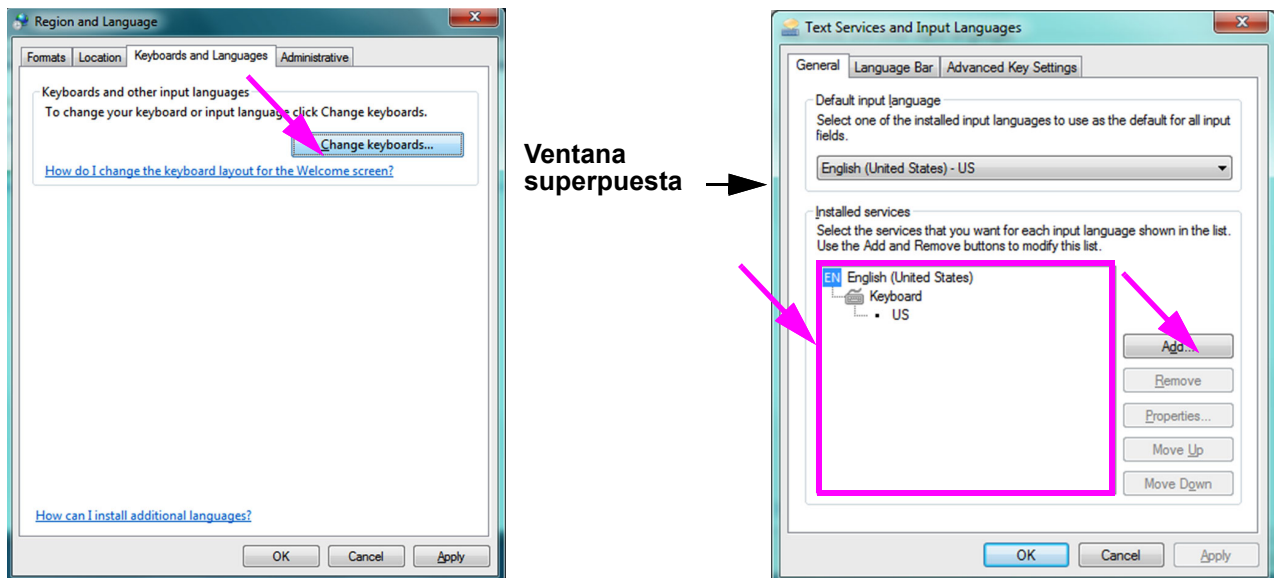 Region and Language
Formats Location Keyboards and Languages Administrative
Keyboards and other input languages
To change your keyboard or input language click Change keyboards.
Change keyboards...
How do I change the keyboard layout for the Welcome screen?
How can I install additional languages?
OK Cancel Apply
Ventana
superpuesta
Text Services and Input Languages
General Language Bar Advanced Key Settings
Default input language
Select one of the installed input languages to use as the default for all input
fields.
English (United States) - US
Installed services
Select the services that you want for each input language shown in the list.
Use the Add and Remove buttons to modify this list.
EN English (United States)
Keyboard
US
Add...
Remove
Properties...
Move Up
Move Down
OK Cancel Apply